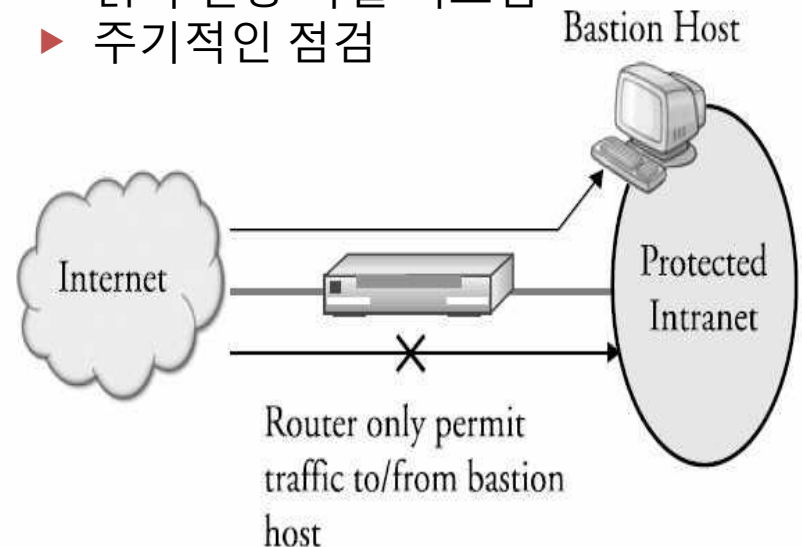 주기적인 점검
Bastion Host
Internet
Protected
Intranet
Router only permit
traffic to/from bastion
host